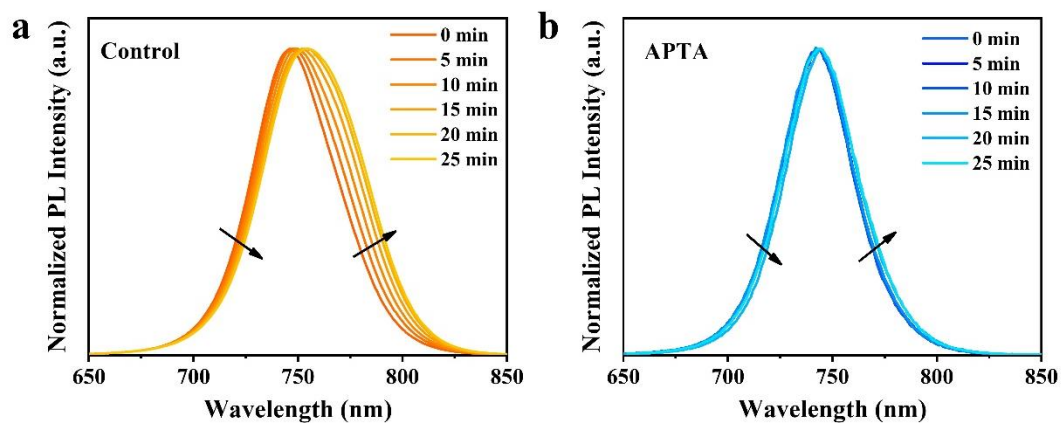 a
Control
0 min
5 min
10 min
15 min
20 min
25 min
Normalized PL Intensity (a.u.)
650 700 750 800 850
Wavelength (nm)
b
APTA
0 min
5 min
10 min
15 min
20 min
25 min
Normalized PL Intensity (a.u.)
650 700 750 800 850
Wavelength (nm)